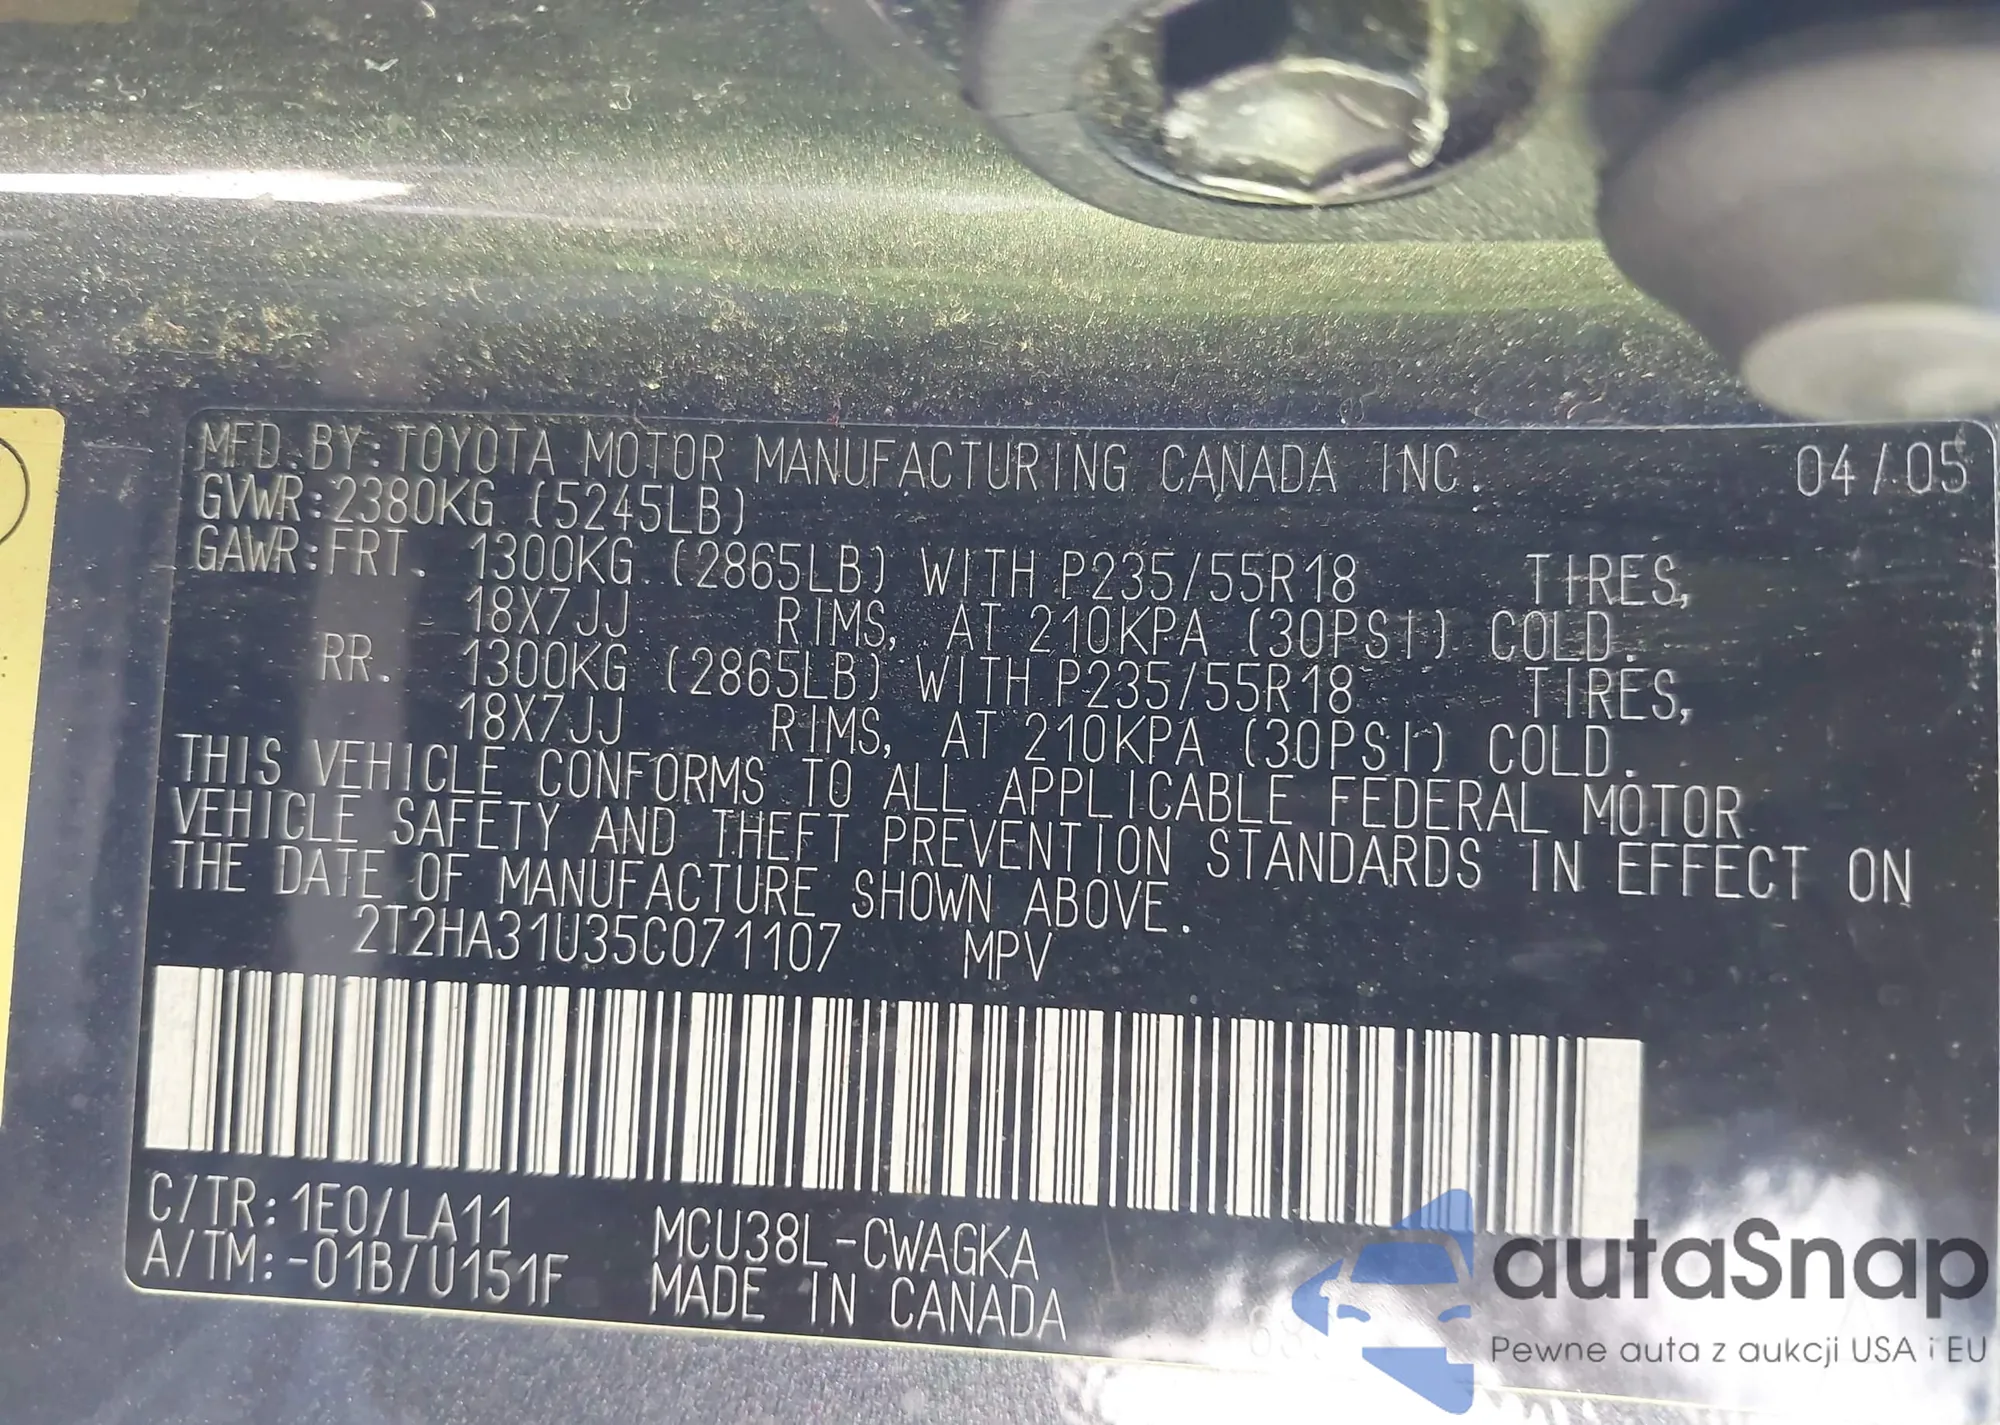 MFD. BY: TOYOTA MOTOR MANUFACTURING CANADA INC. 04/05
GVWR: 2380KG (5245LB)
GAWR: FRT. 1300KG (2865LB) WITH P235/55R18 TIRES,
18X7JJ RIMS, AT 210KPA (30PSI) COLD.
RR. 1300KG (2865LB) WITH P235/55R18 TIRES,
18X7JJ RIMS, AT 210KPA (30PSI) COLD.
THIS VEHICLE CONFORMS TO ALL APPLICABLE FEDERAL MOTOR
VEHICLE SAFETY AND THEFT PREVENTION STANDARDS IN EFFECT ON
THE DATE OF MANUFACTURE SHOWN ABOVE.
2T2HA31U35C071107 MPV
C/TR: 1E0/LA11 MCU38L-CWAGKA
A/TM: -01B/U151F MADE IN CANADA
autaSnap
Pewne auta z aukcji USA i EU